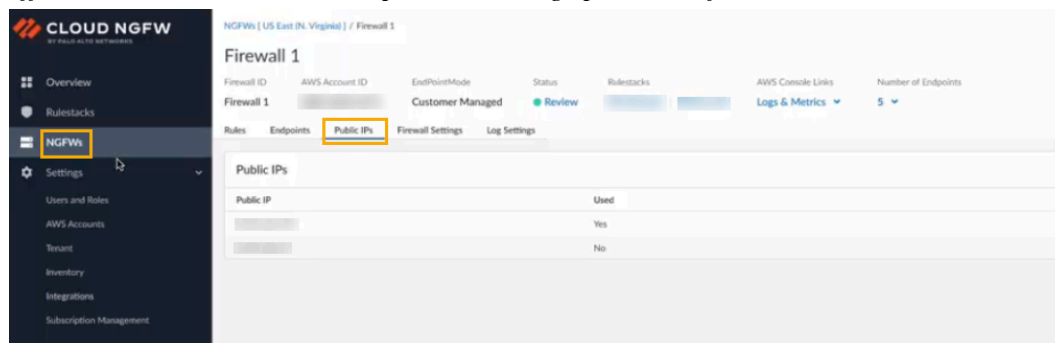 CLOUD NGFW
BY PALO ALTO NETWORKS
Overview
Rulestacks
NGFWs
Settings
Users and Roles
AWS Accounts
Tenant
Inventory
Integrations
Subscription Management
NGFWs [ US East (N. Virginia) ] / Firewall 1
Firewall 1
Firewall ID AWS Account ID EndPointMode Status Rulestacks AWS Console Links Number of Endpoints
Firewall 1 Customer Managed Review Logs & Metrics 5
Rules Endpoints Public IPs Firewall Settings Log Settings
Public IPs
Public IP Used
Yes
No